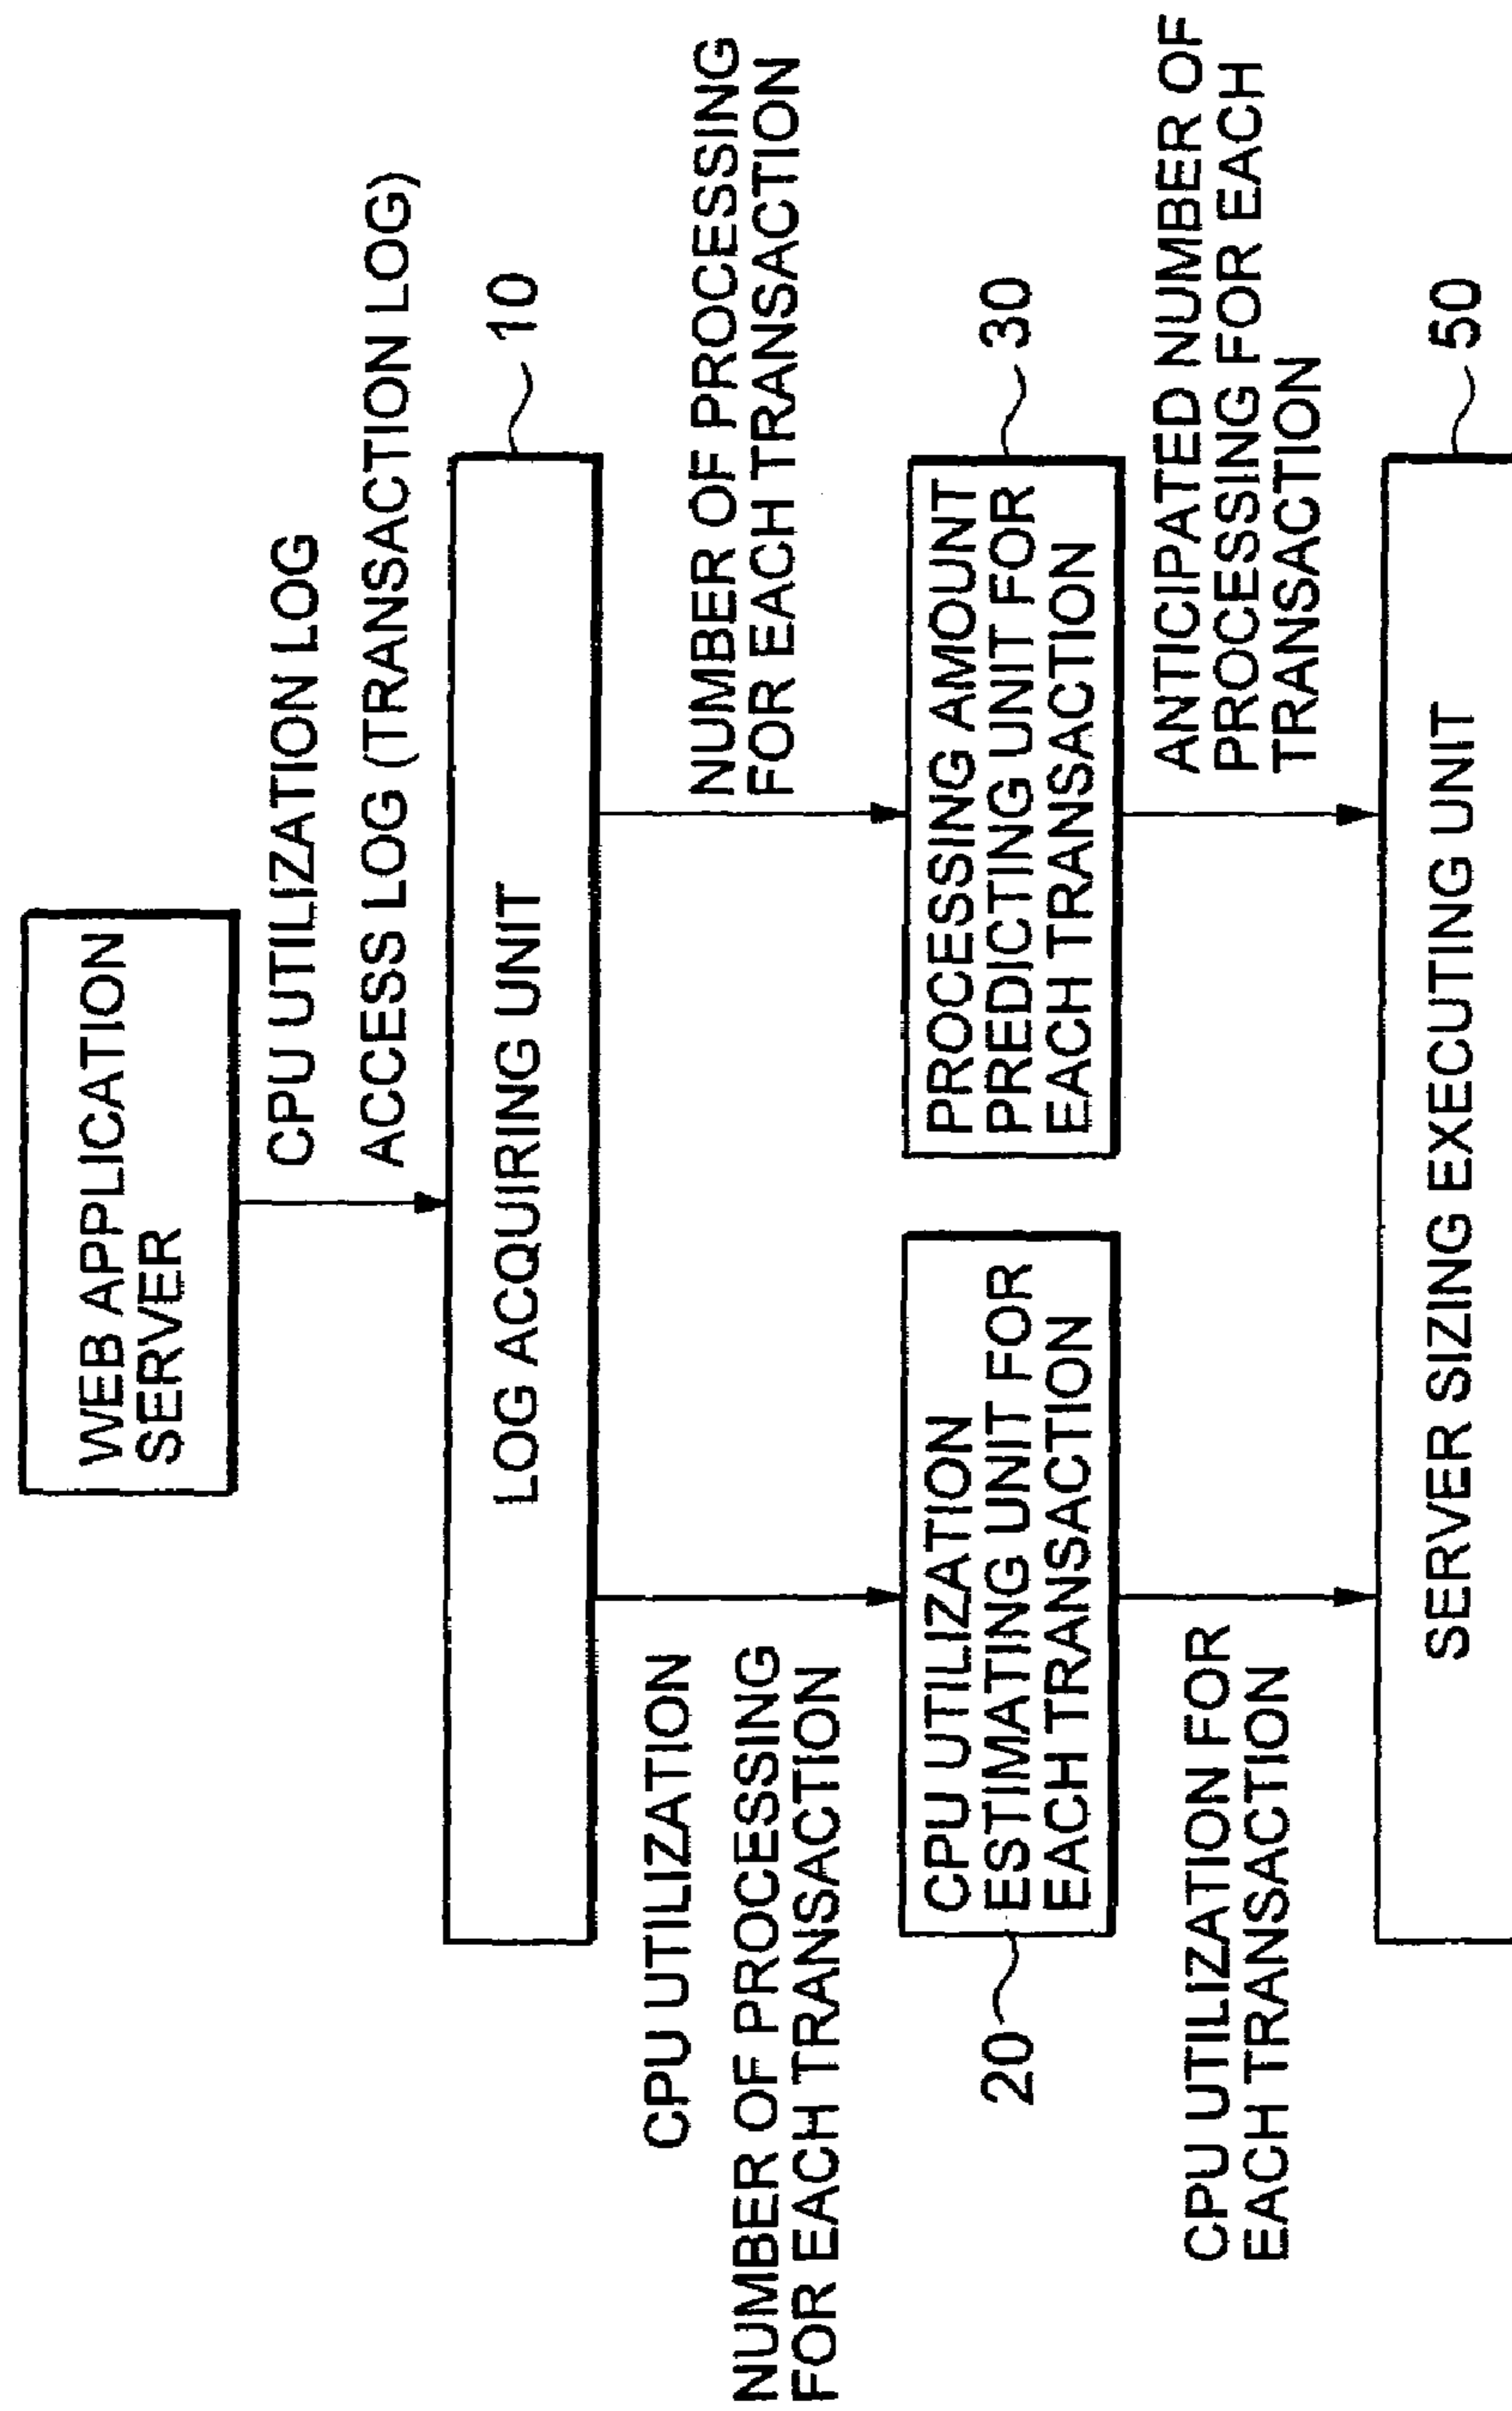 WEB APPLICATION
SERVER
CPU UTILIZATION LOG
ACCESS LOG (TRANSACTION LOG)
LOG ACQUIRING UNIT
10
CPU UTILIZATION
NUMBER OF PROCESSING
FOR EACH TRANSACTION
NUMBER OF PROCESSING
FOR EACH TRANSACTION
20
CPU UTILIZATION
ESTIMATING UNIT FOR
EACH TRANSACTION
PROCESSING AMOUNT
PREDICTING UNIT FOR
EACH TRANSACTION
30
CPU UTILIZATION FOR
EACH TRANSACTION
ANTICIPATED NUMBER OF
PROCESSING FOR EACH
TRANSACTION
SERVER SIZING EXECUTING UNIT
50